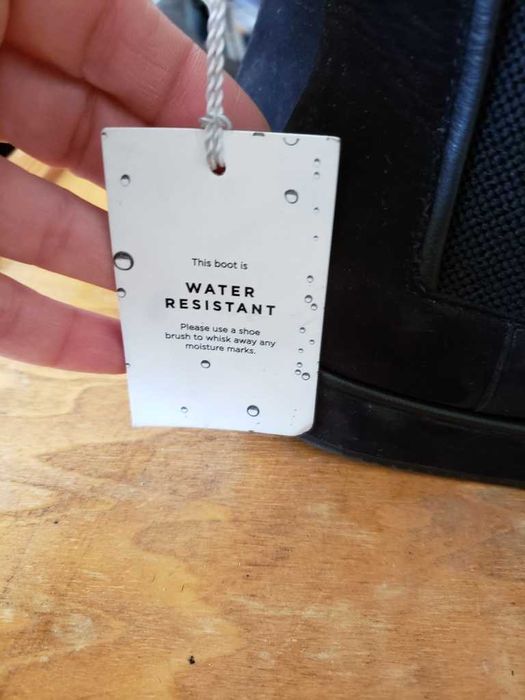 This boot is
WATER
RESISTANT
Please use a shoe
brush to whisk away any
moisture marks.